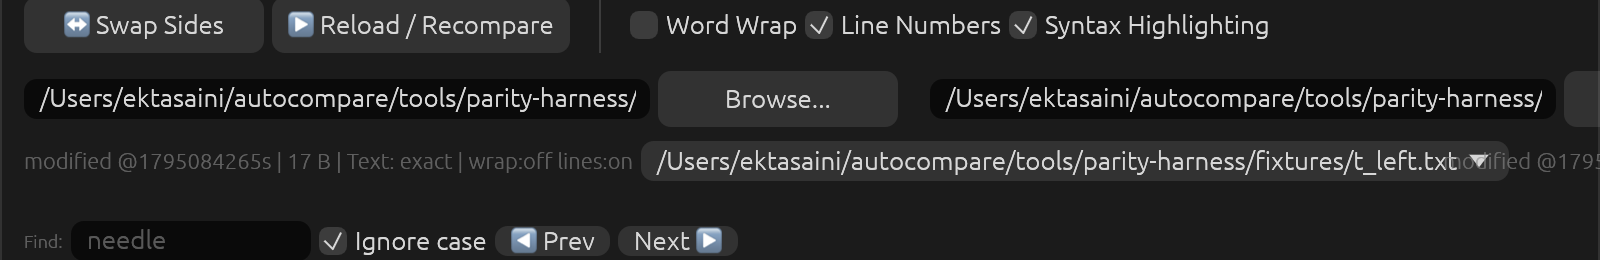 Swap Sides Reload / Recompare Word Wrap Line Numbers Syntax Highlighting
/Users/ektasaini/autocompare/tools/parity-harness/ Browse... /Users/ektasaini/autocompare/tools/parity-harness/
modified @1795084265s | 17 B | Text: exact | wrap:off lines:on /Users/ektasaini/autocompare/tools/parity-harness/fixtures/t_left.txt modified @1795
Find: needle Ignore case Prev Next